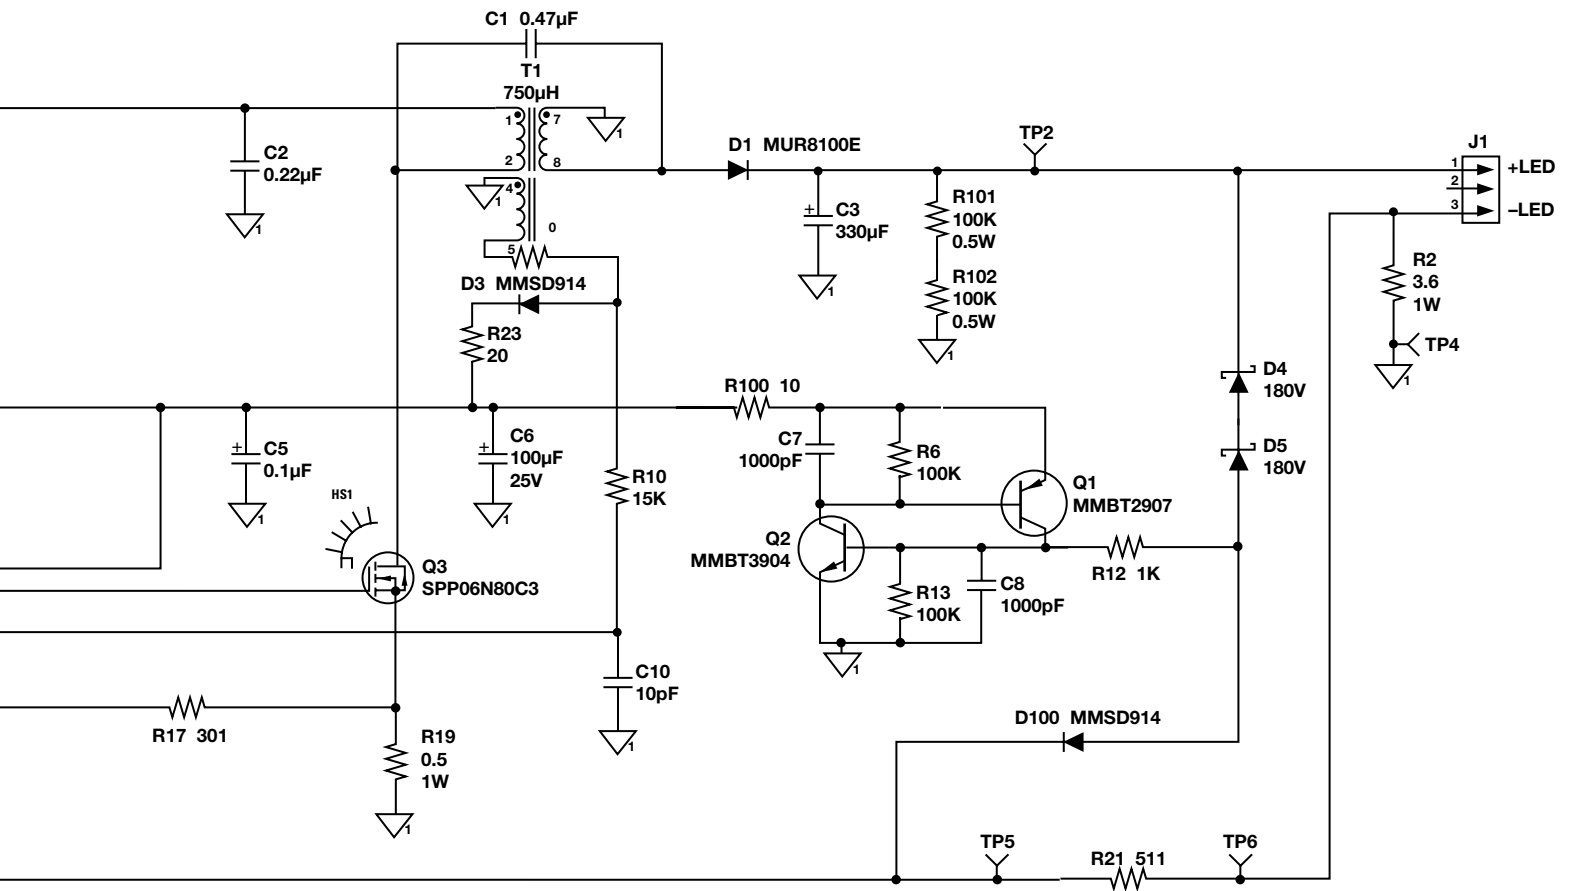 C1 0.47µF
T1
750µH
1
7
1
2
8
4
1
0
5
C2
0.22µF
1
D1 MUR8100E
TP2
J1
1
+LED
2
3
–LED
C3
330µF
1
R101
100K
0.5W
R102
100K
0.5W
1
R2
3.6
1W
TP4
1
D3 MMSD914
R23
20
D4
180V
D5
180V
R100 10
C5
0.1µF
1
C6
100µF
25V
1
R10
15K
C7
1000pF
R6
100K
Q1
MMBT2907
HS1
Q3
SPP06N80C3
Q2
MMBT3904
R12 1K
R13
100K
C8
1000pF
1
C10
10pF
1
R17 301
R19
0.5
1W
1
D100 MMSD914
TP5
R21 511
TP6